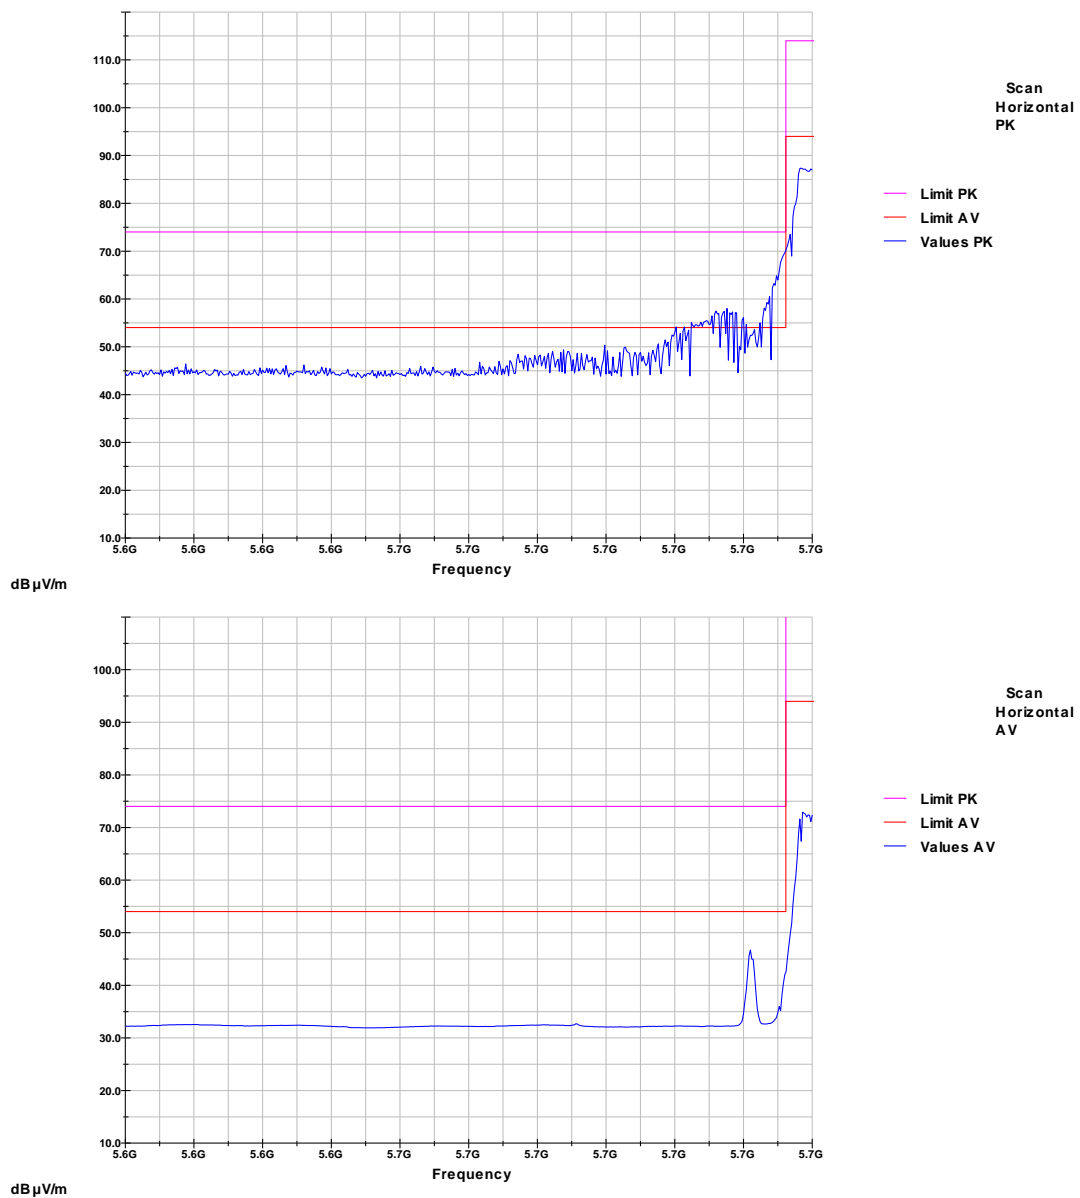 110.0
100.0
90.0
80.0
70.0
60.0
50.0
40.0
30.0
20.0
10.0
5.6G 5.6G 5.6G 5.6G 5.7G 5.7G 5.7G 5.7G 5.7G 5.7G 5.7G
Frequency
dBµV/m
Scan
Horizontal
PK
Limit PK
Limit AV
Values PK
100.0
90.0
80.0
70.0
60.0
50.0
40.0
30.0
20.0
10.0
5.6G 5.6G 5.6G 5.6G 5.7G 5.7G 5.7G 5.7G 5.7G 5.7G 5.7G
Frequency
dBµV/m
Scan
Horizontal
AV
Limit PK
Limit AV
Values AV